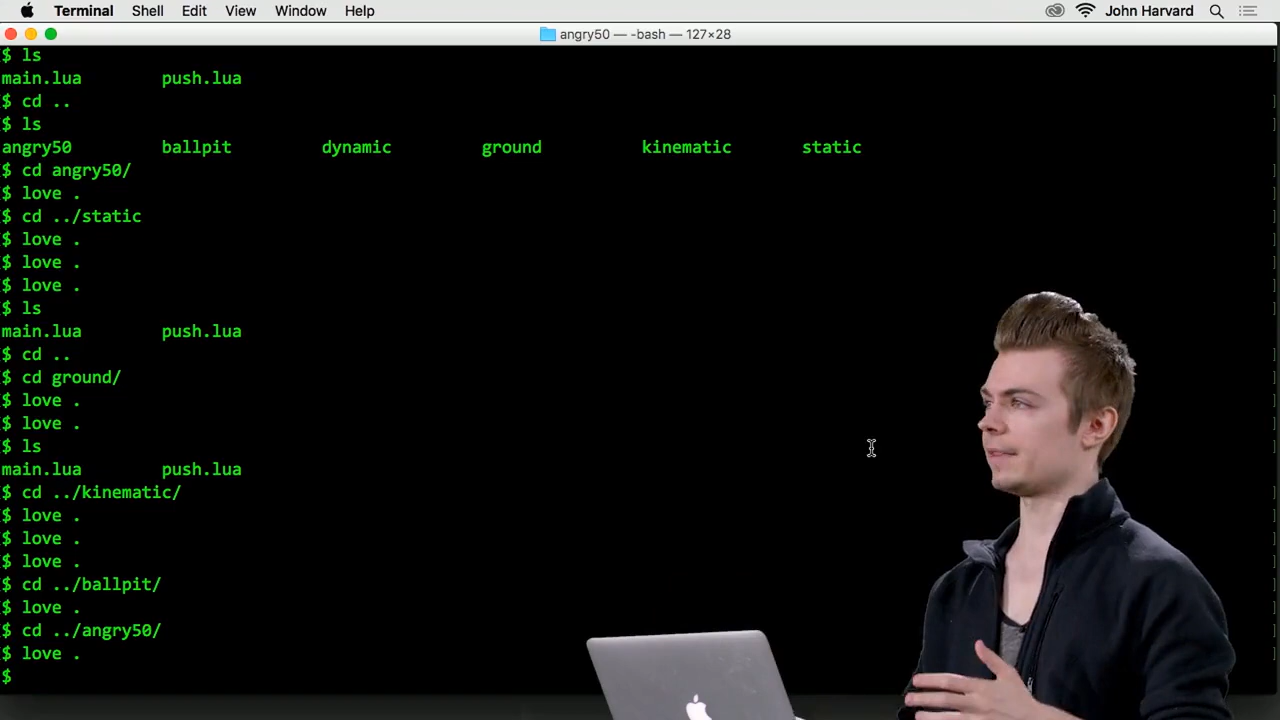 Terminal Shell Edit View Window Help John Harvard
angry50 — -bash — 127×28
$ ls
main.lua push.lua
$ cd ..
$ ls
angry50 ballpit dynamic ground kinematic static
$ cd angry50/
$ love .
$ cd ../static
$ love .
$ love .
$ love .
$ ls
main.lua push.lua
$ cd ..
$ cd ground/
$ love .
$ love .
$ ls
main.lua push.lua
$ cd ../kinematic/
$ love .
$ love .
$ love .
$ cd ../ballpit/
$ love .
$ cd ../angry50/
$ love .
$